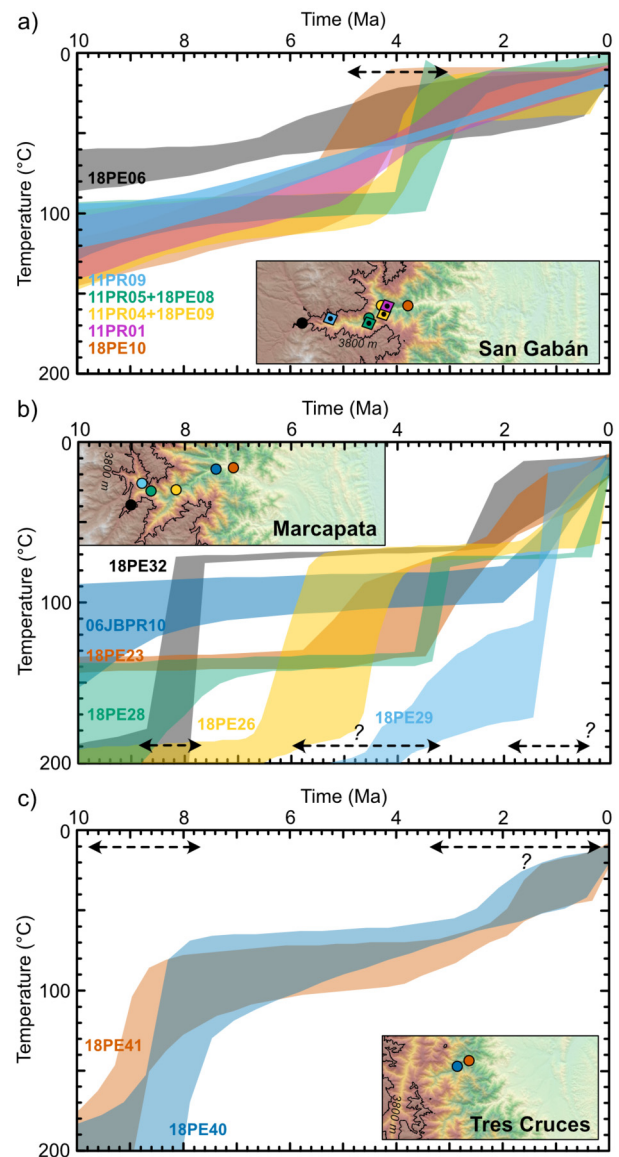 a)
Time (Ma)
10 8 6 4 2 0
0
100
200
Temperature (°C)
18PE06
11PR09
11PR05+18PE08
11PR04+18PE09
11PR01
18PE10
3800 m
San Gabán
b)
Time (Ma)
10 8 6 4 2 0
0
100
200
Temperature (°C)
3800 m
Marcapata
18PE32
06JBPR10
18PE23
18PE28
18PE26
18PE29
?
?
c)
Time (Ma)
10 8 6 4 2 0
0
100
200
Temperature (°C)
?
18PE41
18PE40
3800 m
Tres Cruces